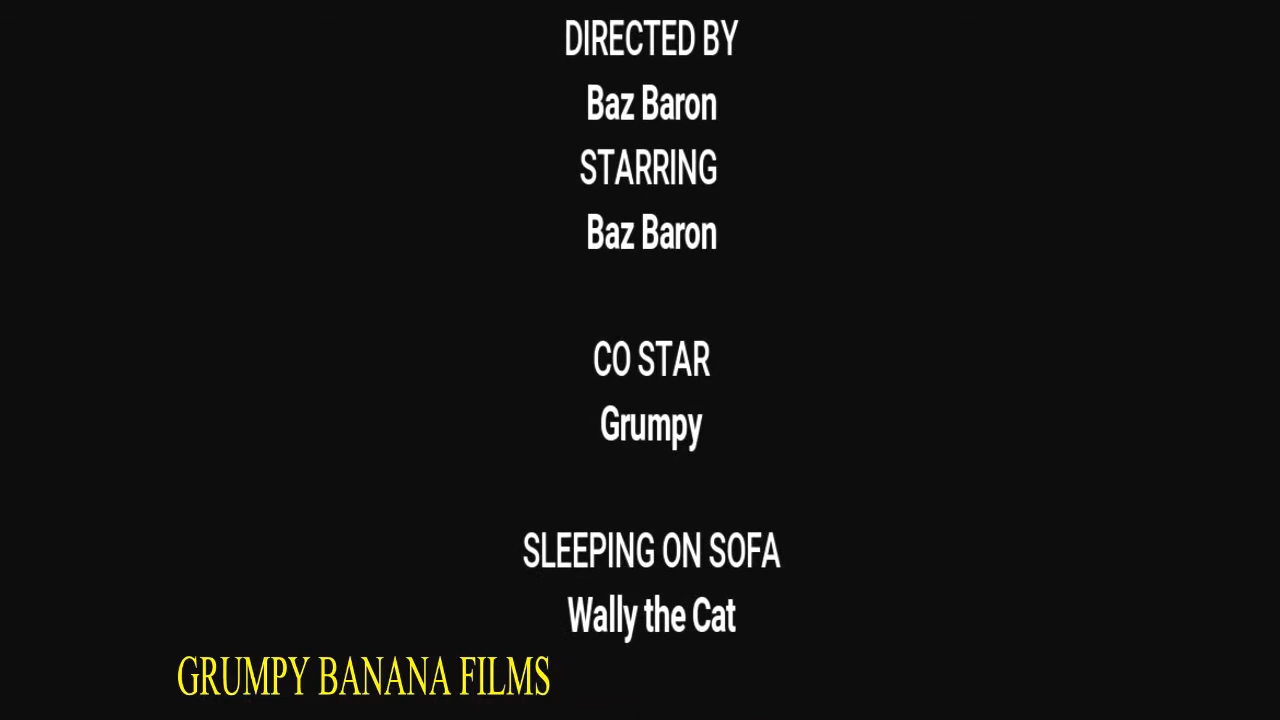 DIRECTED BY
Baz Baron
STARRING
Baz Baron
CO STAR
Grumpy
SLEEPING ON SOFA
Wally the Cat
GRUMPY BANANA FILMS